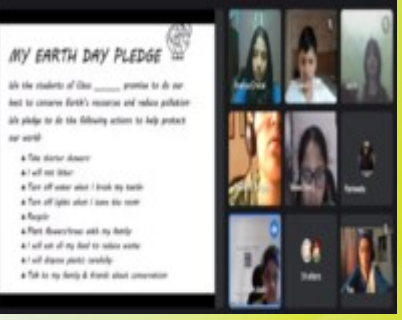 MY EARTH DAY PLEDGE
We the students of Class ______ promise to do our
best to conserve Earth's resources and reduce pollution
We pledge to do the following actions to help protect
our world:
Take shorter showers
I will not litter
Turn off water when I brush my teeth
Turn off lights when I leave the room
Recycle
Plant flowers/trees with my family
I will eat all my food to reduce waste
I will dispose plastic carefully
Talk to my family & friends about conservation